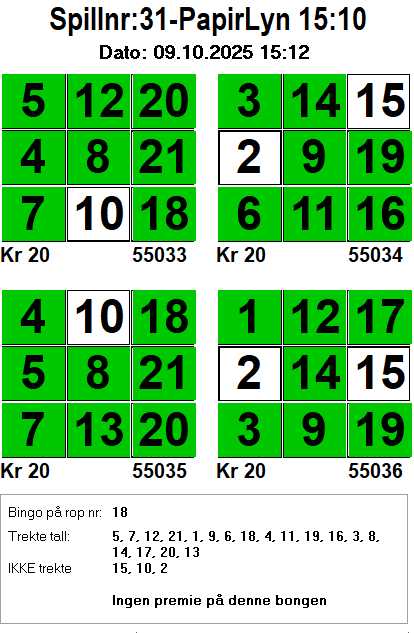 Spillnr:31-PapirLyn 15:10
Dato: 09.10.2025 15:12
5 12 20
4 8 21
7 10 18
Kr 20 55033
3 14 15
2 9 19
6 11 16
Kr 20 55034
4 10 18
5 8 21
7 13 20
Kr 20 55035
1 12 17
2 14 15
3 9 19
Kr 20 55036
Bingo på rop nr: 18
Trekte tall: 5, 7, 12, 21, 1, 9, 6, 18, 4, 11, 19, 16, 3, 8,
14, 17, 20, 13
IKKE trekte 15, 10, 2
Ingen premie på denne bongen